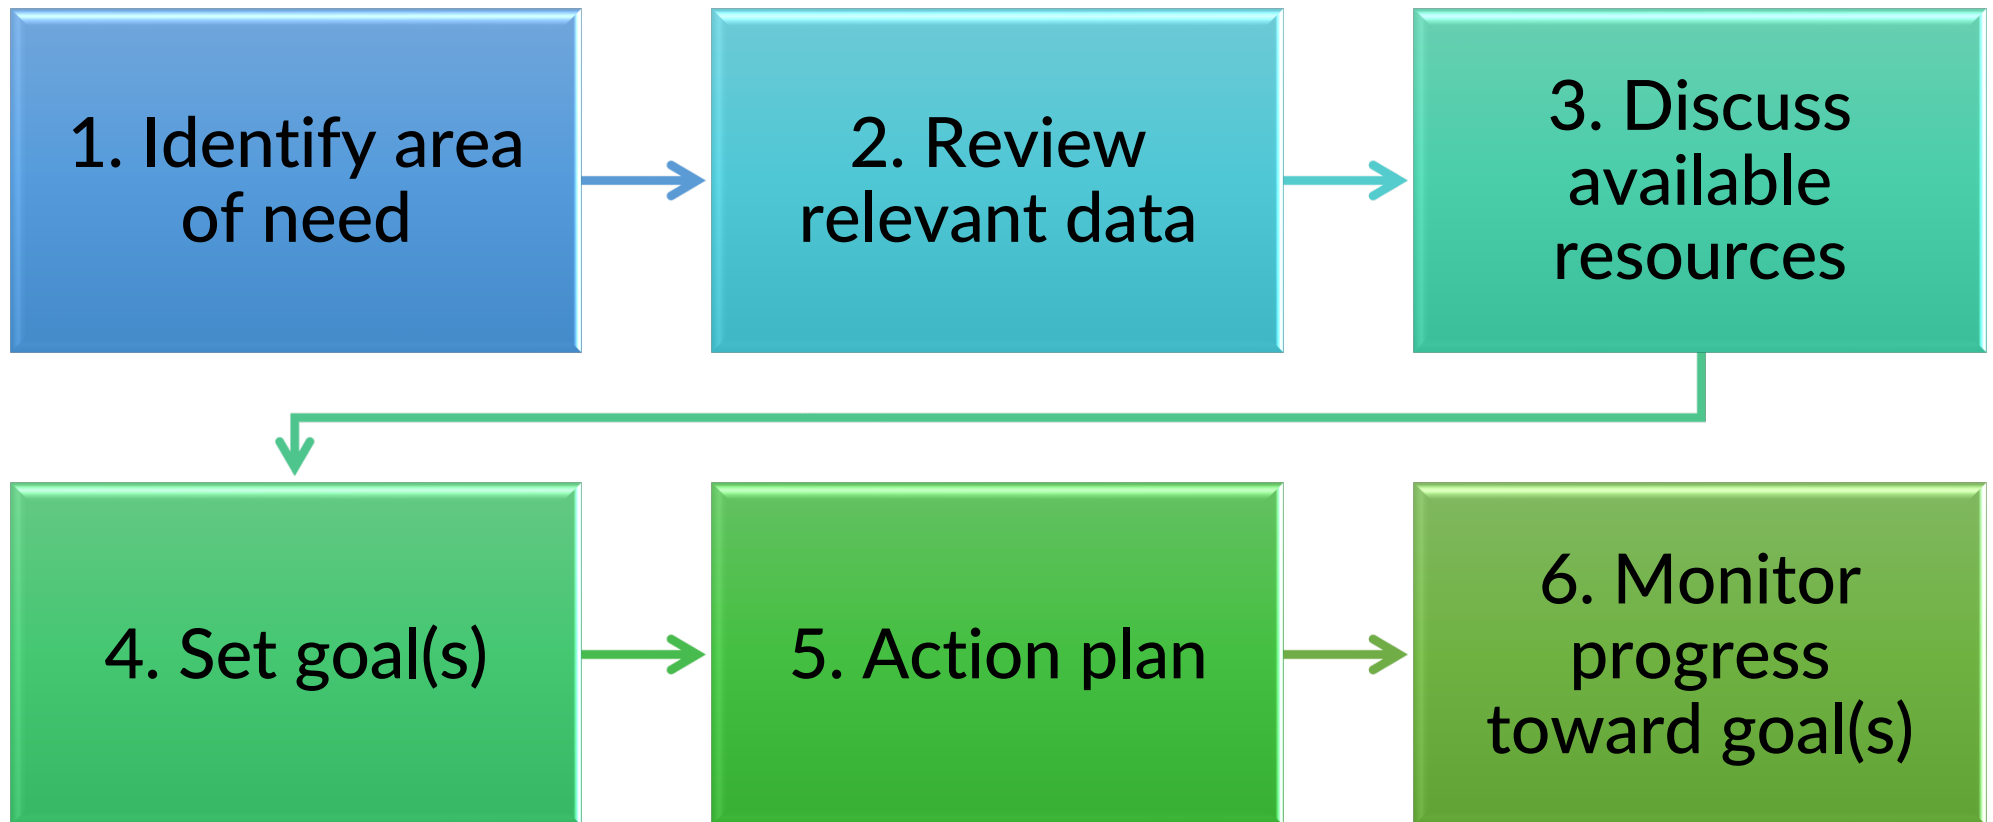 1. Identify area
of need
2. Review
relevant data
3. Discuss
available
resources
4. Set goal(s)
5. Action plan
6. Monitor
progress
toward goal(s)